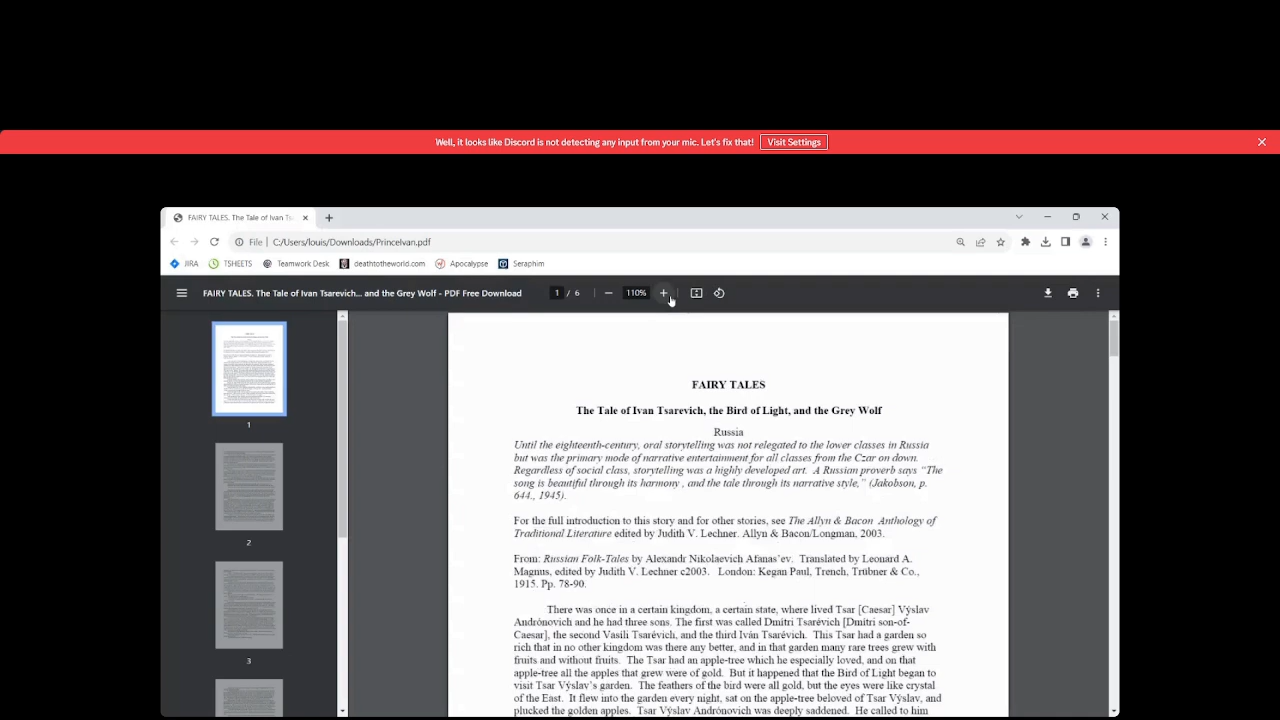 Well, it looks like Discord is not detecting any input from your mic. Let's fix that! Visit Settings
FAIRY TALES. The Tale of Ivan Ts
File | C:/Users/louis/Downloads/PrinceIvan.pdf
JIRA TSHEETS Teamwork Desk deathtotheworld.com Apocalypse Seraphim
FAIRY TALES. The Tale of Ivan Tsarevich... and the Grey Wolf - PDF Free Download 1 / 6 110%
1
2
3
FAIRY TALES
The Tale of Ivan Tsarevich, the Bird of Light, and the Grey Wolf
Russia
Until the eighteenth-century, oral storytelling was not relegated to the lower classes in Russia
but was the primary mode of narrative entertainment for all classes from the Czar on down.
Regardless of social class, storytelling was a highly developed art. A Russian proverb says “The
song is beautiful through its harmony , and the tale through its narrative style,” (Jakobson, p.
644., 1945).
For the full introduction to this story and for other stories, see The Allyn & Bacon Anthology of
Traditional Literature edited by Judith V. Lechner. Allyn & Bacon/Longman, 2003.
From: Russian Folk-Tales by Alexandr Nikolaevich Afanas’ev. Translated by Leonard A.
Magnus, edited by Judith V. Lechner c2003. London: Kegan Paul, Trench, Trübner & Co.,
1915. Pp. 78-90.
There was once in a certain kingdom, a certain state, where lived Tsar [Caesar] Výslav
Andrónovich and he had three sons. The first was called Dmitri Tsarévich [Dmitri son-of-
Caesar], the second Vasili Tsarévich, and the third Iván Tsarévich. This Tsar had a garden so
rich that in no other kingdom was there any better, and in that garden many rare trees grew with
fruits and without fruits. The Tsar had an apple-tree which he especially loved, and on that
apple-tree all the apples that grew were of gold. But it happened that the Bird of Light began to
visit Tsar Výslav’s garden. The feathers of the bird were all gold, but the eyes were like crystal
of the East. It flew into the garden every night, sat on the apple-tree beloved of Tsar Výslav, and
plucked the golden apples. Tsar Výslav Andrónovich was deeply saddened. He called to him